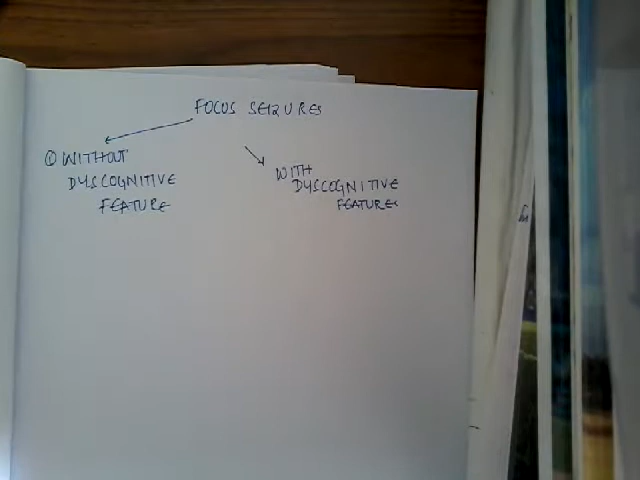 FOCUS SEIZURES
① WITHOUT
DYSCOGNITIVE
FEATURE
WITH
DYSCOGNITIVE
FEATURES